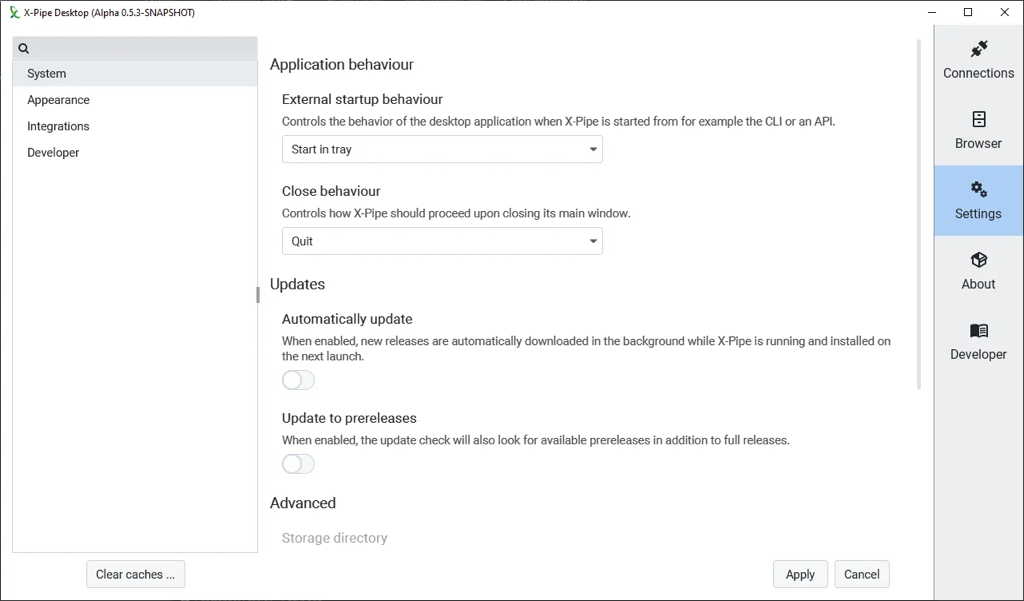 X-Pipe Desktop (Alpha 0.5.3-SNAPSHOT)
System
Appearance
Integrations
Developer
Clear caches ...
Application behaviour
External startup behaviour
Controls the behavior of the desktop application when X-Pipe is started from for example the CLI or an API.
Start in tray
Close behaviour
Controls how X-Pipe should proceed upon closing its main window.
Quit
Updates
Automatically update
When enabled, new releases are automatically downloaded in the background while X-Pipe is running and installed on
the next launch.
Update to prereleases
When enabled, the update check will also look for available prereleases in addition to full releases.
Advanced
Storage directory
Apply
Cancel
Connections
Browser
Settings
About
Developer